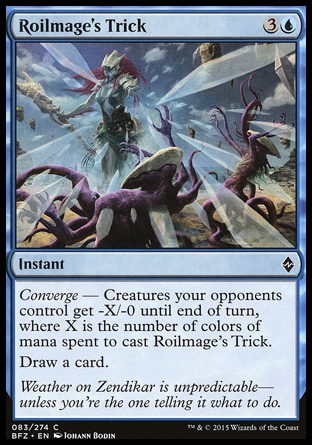 Roilmage's Trick 3
Instant
Converge — Creatures your opponents
control get -X/-0 until end of turn,
where X is the number of colors of
mana spent to cast Roilmage's Trick.
Draw a card.
Weather on Zendikar is unpredictable—
unless you're the one telling it what to do.
083/274 C
BFZ • EN Johann Bodin
™ & © 2015 Wizards of the Coast